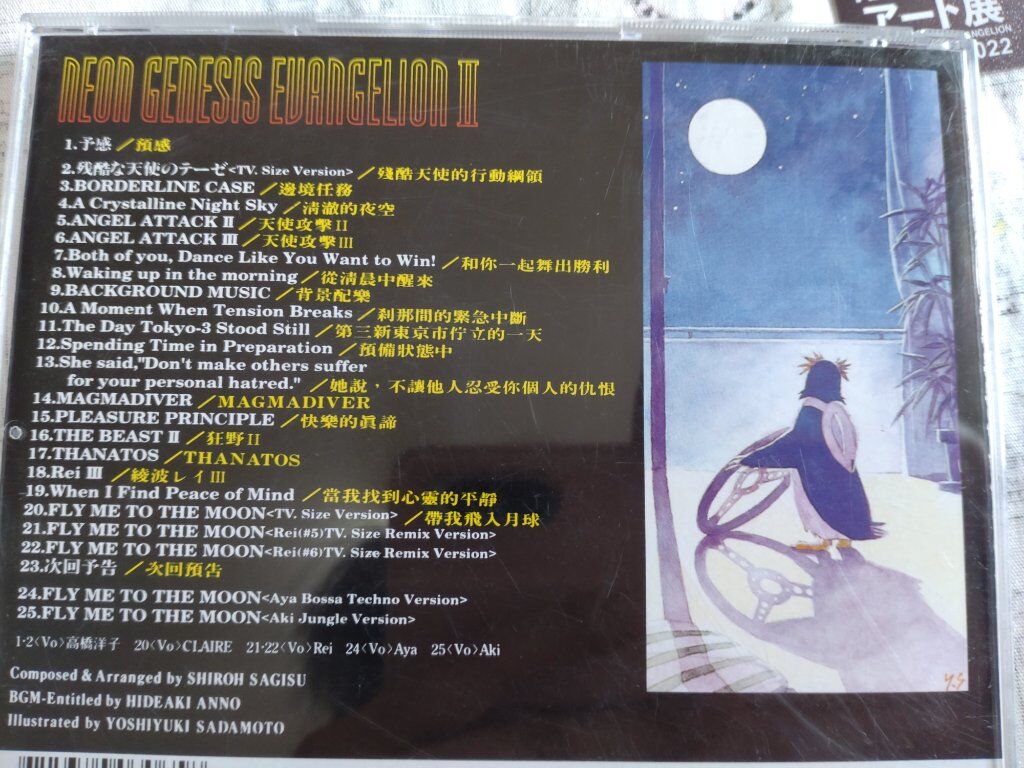 アート展
EVANGELION
2022
NEON GENESIS EVANGELION II
1.予感／預感
2.残酷な天使のテーゼ<TV. Size Version>／殘酷天使的行動綱領
3.BORDERLINE CASE／邊境任務
4.A Crystalline Night Sky／清澈的夜空
5.ANGEL ATTACK II／天使攻擊II
6.ANGEL ATTACK III／天使攻擊III
7.Both of you, Dance Like You Want to Win!／和你一起舞出勝利
8.Waking up in the morning／從清晨中醒來
9.BACKGROUND MUSIC／背景配樂
10.A Moment When Tension Breaks／剎那間的緊急中斷
11.The Day Tokyo-3 Stood Still／第三新東京市佇立的一天
12.Spending Time in Preparation／預備狀態中
13.She said,"Don't make others suffer
for your personal hatred."／她說，不讓他人忍受你個人的仇恨
14.MAGMADIVER／MAGMADIVER
15.PLEASURE PRINCIPLE／快樂的真諦
16.THE BEAST II／狂野II
17.THANATOS／THANATOS
18.Rei III／綾波レイIII
19.When I Find Peace of Mind／當我找到心靈的平靜
20.FLY ME TO THE MOON<TV. Size Version>／帶我飛入月球
21.FLY ME TO THE MOON<Rei(#5)TV. Size Remix Version>
22.FLY ME TO THE MOON<Rei(#6)TV. Size Remix Version>
23.次回予告／次回預告
24.FLY ME TO THE MOON<Aya Bossa Techno Version>
25.FLY ME TO THE MOON<Aki Jungle Version>
1·2〈Vo〉高橋洋子 20〈Vo〉CLAIRE 21·22〈Vo〉Rei 24〈Vo〉Aya 25〈Vo〉Aki
Composed & Arranged by SHIROH SAGISU
BGM-Entitled by HIDEAKI ANNO
Illustrated by YOSHIYUKI SADAMOTO
Y.S